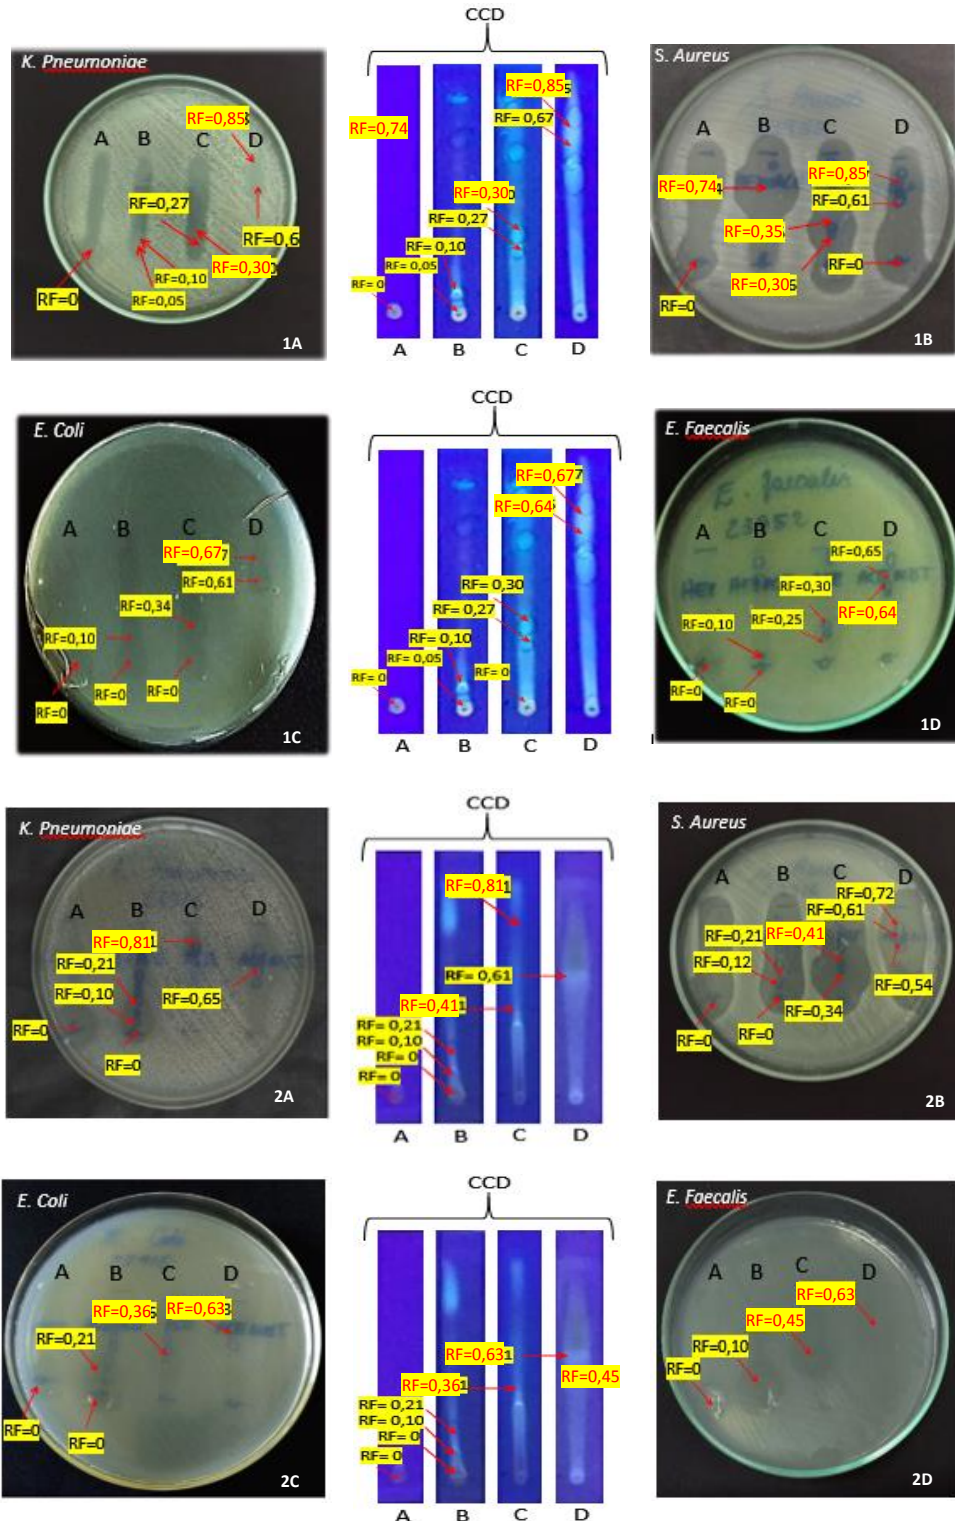 CCD
K. Pneumoniae
A B C D
RF=0,85
RF=0,27
RF=0,6
RF=0,10
RF=0,30
RF=0,05
RF=0
1A
RF=0,74
RF=0,85
RF= 0,67
RF=0,30
RF= 0,27
RF= 0,10
RF= 0,05
RF= 0
A B C D
S. Aureus
A B C D
RF=0,85
RF=0,74
RF=0,61
RF=0,35
RF=0
RF=0,30
RF=0
1B
E. Coli
A B C D
RF=0,67
RF=0,61
RF=0,34
RF=0,10
RF=0
RF=0
RF=0
1C
CCD
RF=0,67
RF=0,64
RF=0,30
RF= 0,27
RF= 0,10
RF= 0,05
RF= 0
RF= 0
A B C D
E. Faecalis
E. faecalis
A B C D
RF=0,65
RF=0,30
RF=0,64
RF=0,25
RF=0,10
RF=0
RF=0
1D
K. Pneumoniae
A B C D
RF=0,81
RF=0,21
RF=0,10
RF=0,65
RF=0
RF=0
2A
CCD
RF=0,81
RF= 0,61
RF=0,41
RF= 0,21
RF= 0,10
RF= 0
RF= 0
A B C D
S. Aureus
A B C D
RF=0,72
RF=0,61
RF=0,21
RF=0,41
RF=0,12
RF=0,54
RF=0,34
RF=0
RF=0
2B
E. Coli
A B C D
RF=0,36
RF=0,63
RF=0,21
RF=0
RF=0
2C
CCD
RF=0,63
RF=0,45
RF=0,36
RF= 0,21
RF= 0,10
RF= 0
RF= 0
A B C D
E. Faecalis
A B C D
RF=0,63
RF=0,45
RF=0,10
RF=0
2D